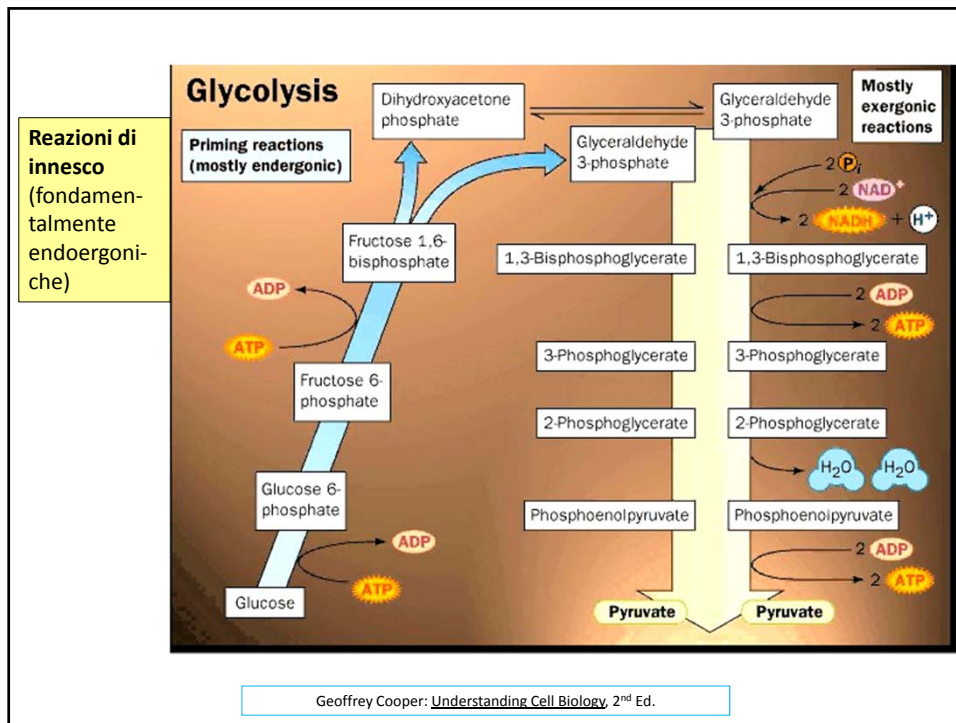 Glycolysis
Reazioni di
innesco
(fondamen-
talmente
endoergoni-
che)
Priming reactions
(mostly endergonic)
Dihydroxyacetone
phosphate
Glyceraldehyde
3-phosphate
Glyceraldehyde
3-phosphate
Mostly
exergonic
reactions
2 Pi
2 NAD+
2 NADH + H+
Fructose 1,6-
bisphosphate
1,3-Bisphosphoglycerate
1,3-Bisphosphoglycerate
ADP
ATP
2 ADP
2 ATP
Fructose 6-
phosphate
3-Phosphoglycerate
3-Phosphoglycerate
2-Phosphoglycerate
2-Phosphoglycerate
H2O
H2O
Glucose 6-
phosphate
Phosphoenolpyruvate
Phosphoenolpyruvate
ADP
ATP
2 ADP
2 ATP
Glucose
Pyruvate
Pyruvate
Geoffrey Cooper: Understanding Cell Biology, 2nd Ed.